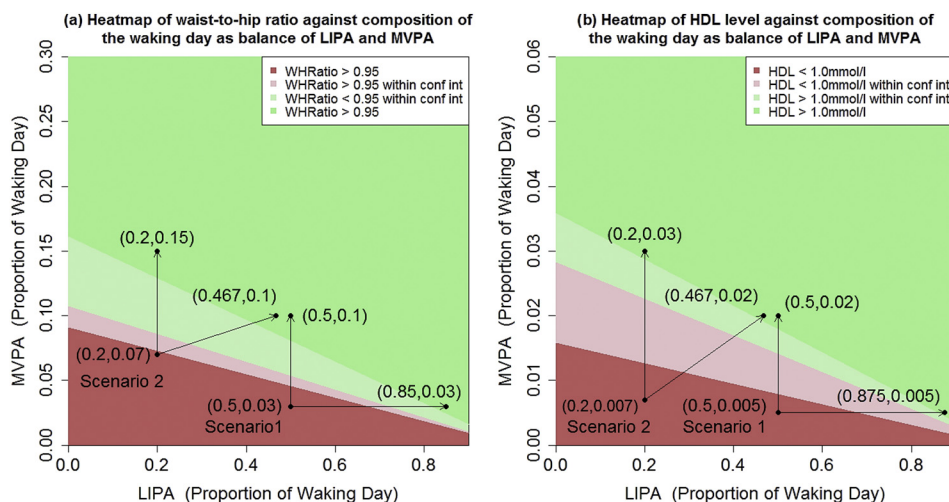 (a) Heatmap of waist-to-hip ratio against composition of
the waking day as balance of LIPA and MVPA
WHRatio > 0.95
WHRatio > 0.95 within conf int
WHRatio < 0.95 within conf int
WHRatio > 0.95
MVPA (Proportion of Waking Day)
0.30
0.25
0.20
0.15
0.10
0.05
0.00
(0.2,0.15)
(0.467,0.1)
(0.5,0.1)
(0.2,0.07)
Scenario 2
(0.85,0.03)
(0.5,0.03)
Scenario1
0.0 0.2 0.4 0.6 0.8
LIPA (Proportion of Waking Day)
(b) Heatmap of HDL level against composition of
the waking day as balance of LIPA and MVPA
HDL < 1.0mmol/l
HDL < 1.0mmol/l within conf int
HDL > 1.0mmol/l within conf int
HDL > 1.0mmol/l
MVPA (Proportion of Waking Day)
0.06
0.05
0.04
0.03
0.02
0.01
0.00
(0.2,0.03)
(0.467,0.02)
(0.5,0.02)
(0.875,0.005)
(0.2,0.007)
(0.5,0.005)
Scenario 2
Scenario 1
0.0 0.2 0.4 0.6 0.8
LIPA (Proportion of Waking Day)